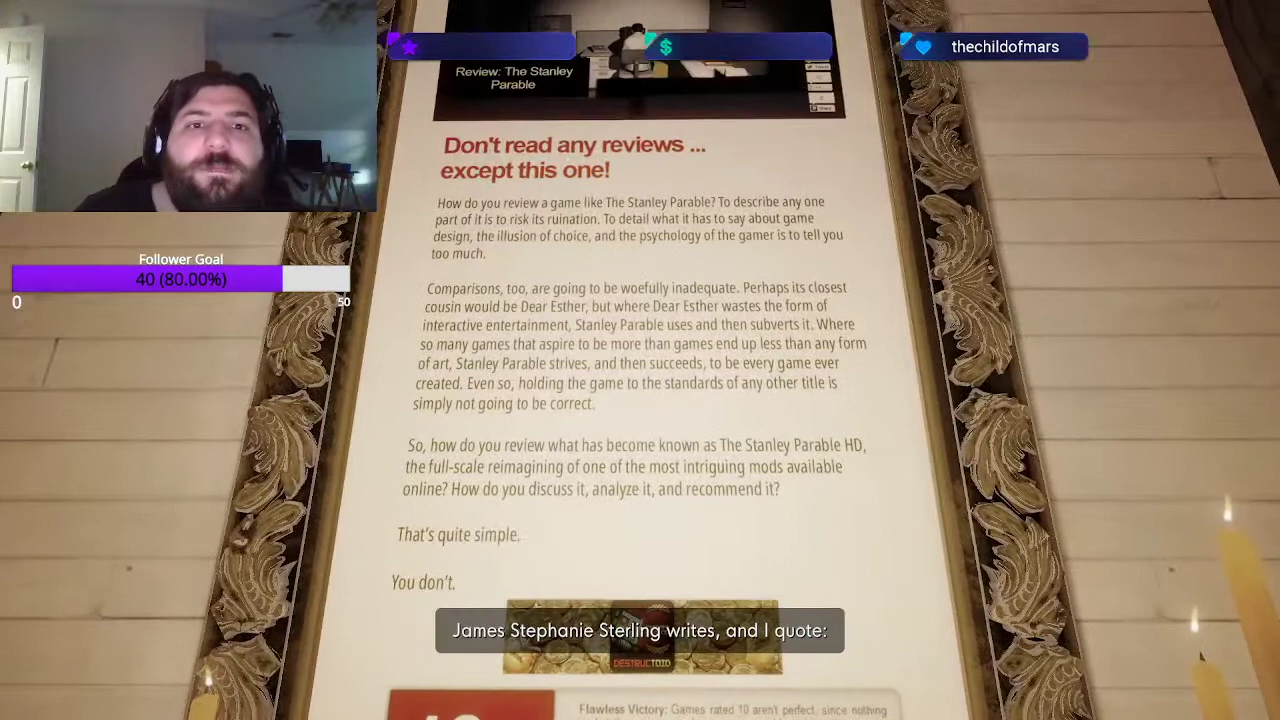 thechildofmars
Review: The Stanley
Parable
Don't read any reviews ...
except this one!
How do you review a game like The Stanley Parable? To describe any one
part of it is to risk its ruination. To detail what it has to say about game
design, the illusion of choice, and the psychology of the gamer is to tell you
too much.
Comparisons, too, are going to be woefully inadequate. Perhaps its closest
cousin would be Dear Esther, but where Dear Esther wastes the form of
interactive entertainment, Stanley Parable uses and then subverts it. Where
so many games that aspire to be more than games end up less than any form
of art, Stanley Parable strives, and then succeeds, to be every game ever
created. Even so, holding the game to the standards of any other title is
simply not going to be correct.
So, how do you review what has become known as The Stanley Parable HD,
the full-scale reimagining of one of the most intriguing mods available
online? How do you discuss it, analyze it, and recommend it?
That's quite simple.
You don't.
James Stephanie Sterling writes, and I quote:
DESTRUCTOID
Flawless Victory: Games rated 10 aren't perfect, since nothing
Follower Goal
40 (80.00%)
0 50